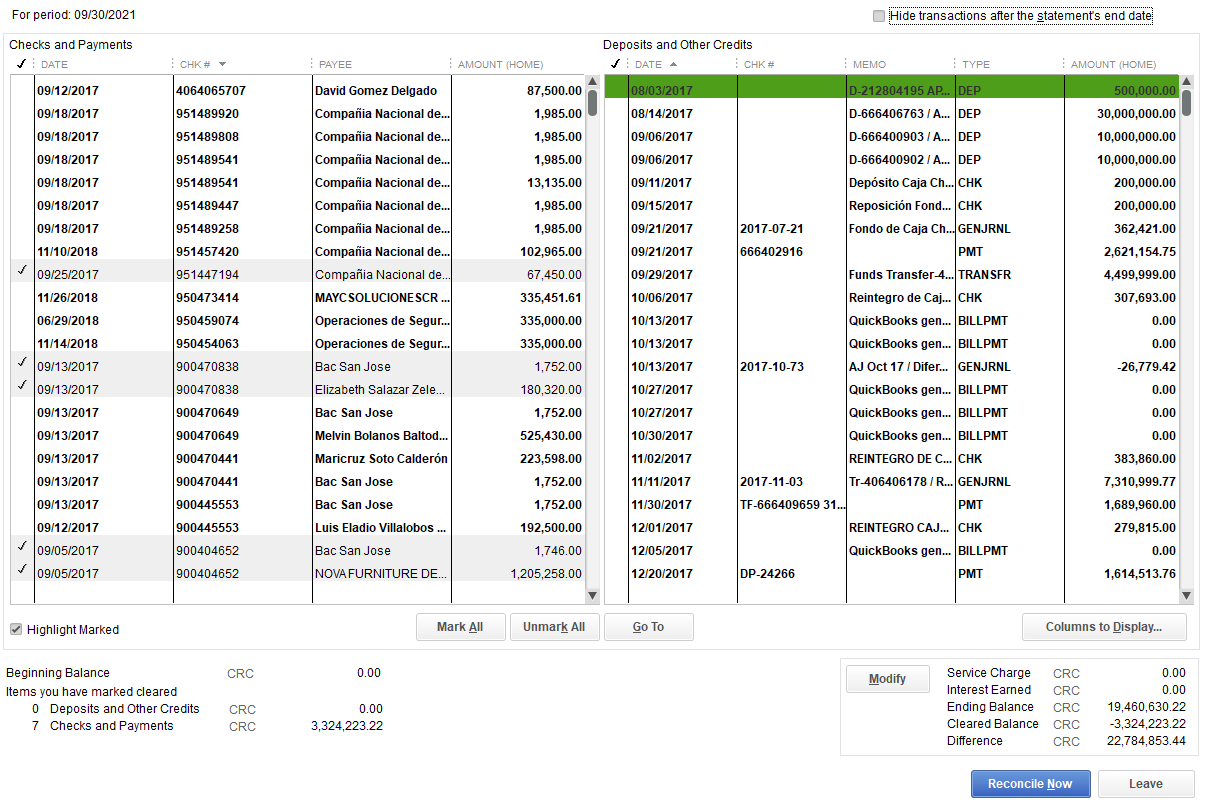 For period: 09/30/2021
Hide transactions after the statement's end date
Checks and Payments
✓ DATE CHK # PAYEE AMOUNT (HOME)
09/12/2017 4064065707 David Gomez Delgado 87,500.00
09/18/2017 951489920 Compañia Nacional de... 1,985.00
09/18/2017 951489808 Compañia Nacional de... 1,985.00
09/18/2017 951489541 Compañia Nacional de... 1,985.00
09/18/2017 951489541 Compañia Nacional de... 13,135.00
09/18/2017 951489447 Compañia Nacional de... 1,985.00
09/18/2017 951489258 Compañia Nacional de... 1,985.00
11/10/2018 951457420 Compañia Nacional de... 102,965.00
✓ 09/25/2017 951447194 Compañia Nacional de... 67,450.00
11/26/2018 950473414 MAYCSOLUCIONESCR ... 335,451.61
06/29/2018 950459074 Operaciones de Segur... 335,000.00
11/14/2018 950454063 Operaciones de Segur... 335,000.00
✓ 09/13/2017 900470838 Bac San Jose 1,752.00
✓ 09/13/2017 900470838 Elizabeth Salazar Zele... 180,320.00
09/13/2017 900470649 Bac San Jose 1,752.00
09/13/2017 900470649 Melvin Bolanos Baltod... 525,430.00
09/13/2017 900470441 Maricruz Soto Calderón 223,598.00
09/13/2017 900470441 Bac San Jose 1,752.00
09/13/2017 900445553 Bac San Jose 1,752.00
09/12/2017 900445553 Luis Eladio Villalobos ... 192,500.00
✓ 09/05/2017 900404652 Bac San Jose 1,746.00
✓ 09/05/2017 900404652 NOVAFURNITURE DE... 1,205,258.00
Deposits and Other Credits
✓ DATE CHK # MEMO TYPE AMOUNT (HOME)
08/03/2017 D-212804195 AP... DEP 500,000.00
08/14/2017 D-666406763 / A... DEP 30,000,000.00
09/06/2017 D-666400903 / A... DEP 10,000,000.00
09/06/2017 D-666400902 / A... DEP 10,000,000.00
09/11/2017 Depósito Caja Ch... CHK 200,000.00
09/15/2017 Reposición Fond... CHK 200,000.00
09/21/2017 2017-07-21 Fondo de Caja Ch... GENJRNL 362,421.00
09/21/2017 666402916 PMT 2,621,154.75
09/29/2017 Funds Transfer-4... TRANSFR 4,499,999.00
10/06/2017 Reintegro de Caj... CHK 307,693.00
10/13/2017 QuickBooks gen... BILLPMT 0.00
10/13/2017 QuickBooks gen... BILLPMT 0.00
10/13/2017 2017-10-73 AJ Oct 17 / Difer... GENJRNL -26,779.42
10/27/2017 QuickBooks gen... BILLPMT 0.00
10/27/2017 QuickBooks gen... BILLPMT 0.00
10/30/2017 QuickBooks gen... BILLPMT 0.00
11/02/2017 REINTEGRO DE C... CHK 383,860.00
11/11/2017 2017-11-03 Tr-406406178 / R... GENJRNL 7,310,999.77
11/30/2017 TF-666409659 31... PMT 1,689,960.00
12/01/2017 REINTEGRO CAJ... CHK 279,815.00
12/05/2017 QuickBooks gen... BILLPMT 0.00
12/20/2017 DP-24266 PMT 1,614,513.76
✓ Highlight Marked
Mark All
Unmark All
Go To
Columns to Display...
Beginning Balance CRC 0.00
Items you have marked cleared
0 Deposits and Other Credits CRC 0.00
7 Checks and Payments CRC 3,324,223.22
Modify
Service Charge CRC 0.00
Interest Earned CRC 0.00
Ending Balance CRC 19,460,630.22
Cleared Balance CRC -3,324,223.22
Difference CRC 22,784,853.44
Reconcile Now
Leave